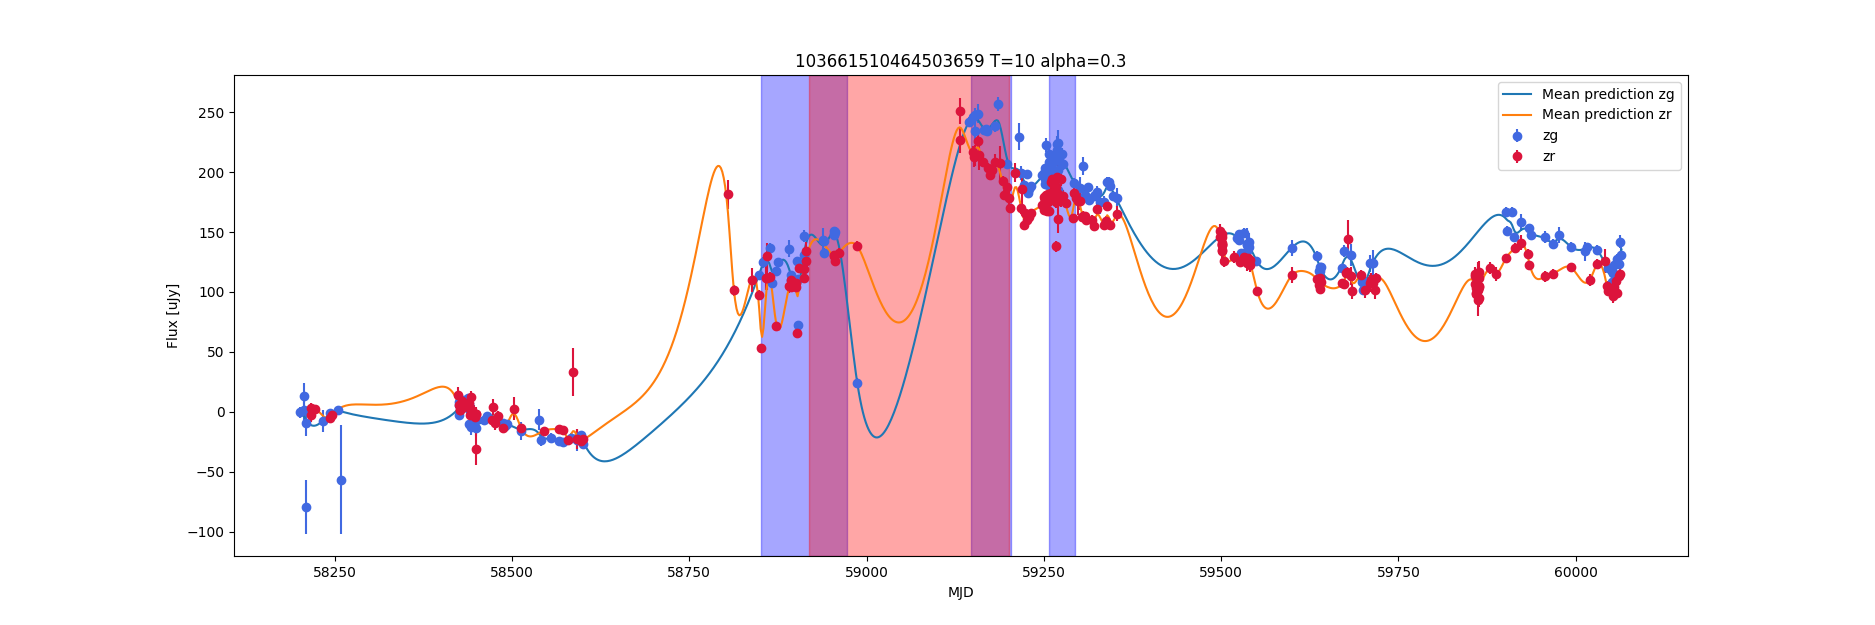 103661510464503659 T=10 alpha=0.3
Mean prediction zg
Mean prediction zr
zg
zr
Flux [uJy]
250
200
150
100
50
0
−50
−100
58250 58500 58750 59000 59250 59500 59750 60000
MJD